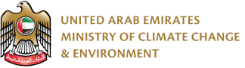 UNITED ARAB EMIRATES
MINISTRY OF CLIMATE CHANGE
& ENVIRONMENT